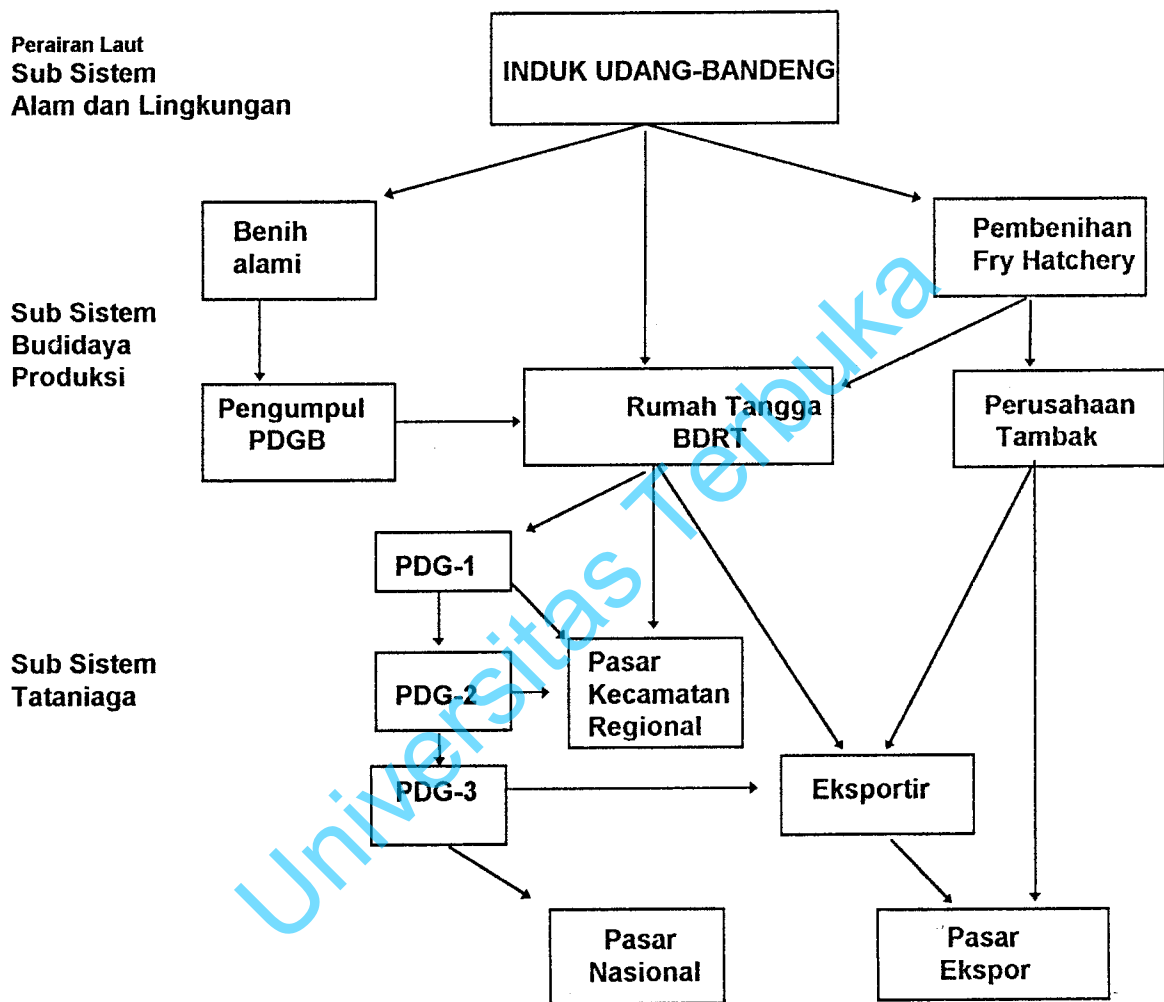 Perairan Laut
Sub Sistem
Alam dan Lingkungan
INDUK UDANG-BANDENG
Benih
alami
Pembenihan
Fry Hatchery
Sub Sistem
Budidaya
Produksi
Pengumpul
PDGB
Rumah Tangga
BDRT
Perusahaan
Tambak
PDG-1
Sub Sistem
Tataniaga
PDG-2
Pasar
Kecamatan
Regional
PDG-3
Eksportir
Pasar
Nasional
Pasar
Ekspor
Universitas Terbuka